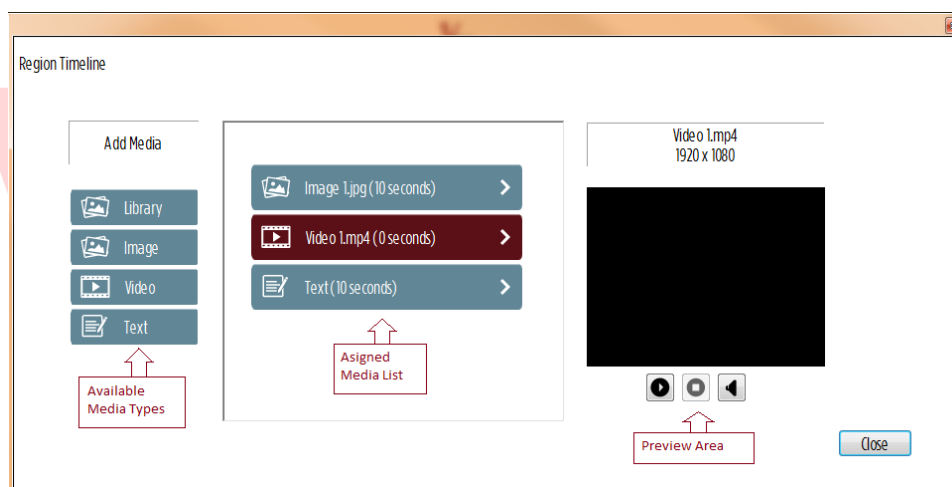 Region Timeline
Add Media
Library
Image
Video
Text
Available
Media Types
Image 1.jpg (10 seconds)
Video 1.mp4 (0 seconds)
Text (10 seconds)
Asigned
Media List
Video 1.mp4
1920 x 1080
Preview Area
Close